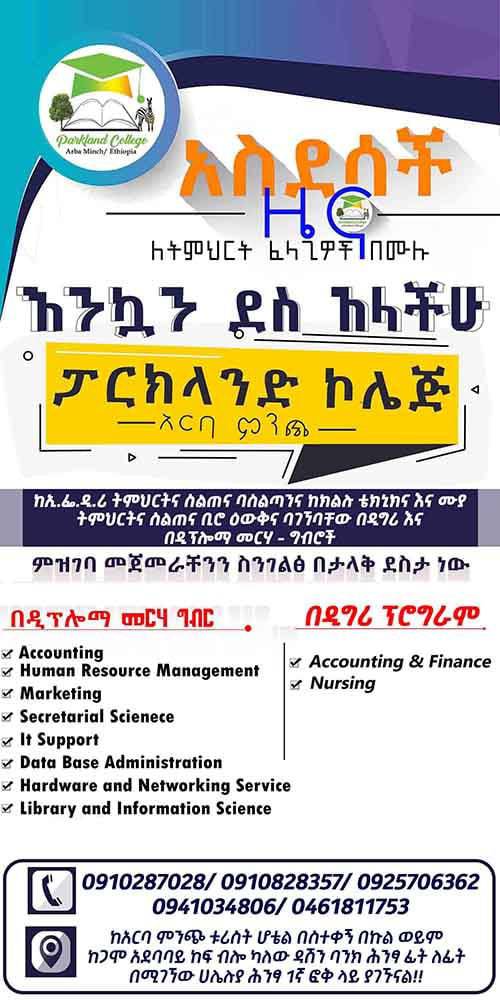 Parkland College
Arba Minch/ Ethiopia
አስደሳች
ዜና
ለትምህርት ፈላጊዎች በሙሉ
እንኳን ደስ አላችሁ
ፓርክላንድ ኮሌጅ
አርባ ምንጭ
ከኢ.ፌ.ዲ.ሪ ትምህርትና ስልጠና ባስልጣንና ከክልሉ ቴክኒክና እና ሙያ
ትምህርትና ስልጠና ቢሮ ዕውቅና ባገኘባቸው በዲግሪ እና
በዲፕሎማ መርሃ - ግብሮች
ምዝገባ መጀመራችንን ስንገልፅ በታላቅ ደስታ ነው
በዲፕሎማ መርሃ ግብር
Accounting
Human Resource Management
Marketing
Secretarial Scienece
It Support
Data Base Administration
Hardware and Networking Service
Library and Information Science
በዲግሪ ፕሮግራም
Accounting & Finance
Nursing
0910287028/ 0910828357/ 0925706362
0941034806/ 0461811753
ከአርባ ምንጭ ቱሪስት ሆቴል በስተቀኝ በኩል ወይም
ከጋሞ አደባባይ ከፍ ብሎ ካለው ዳሽን ባንክ ሕንፃ ፊት ለፊት
በሚገኘው ሀሌሉያ ሕንፃ 1ኛ ፎቅ ላይ ያገኙናል!!